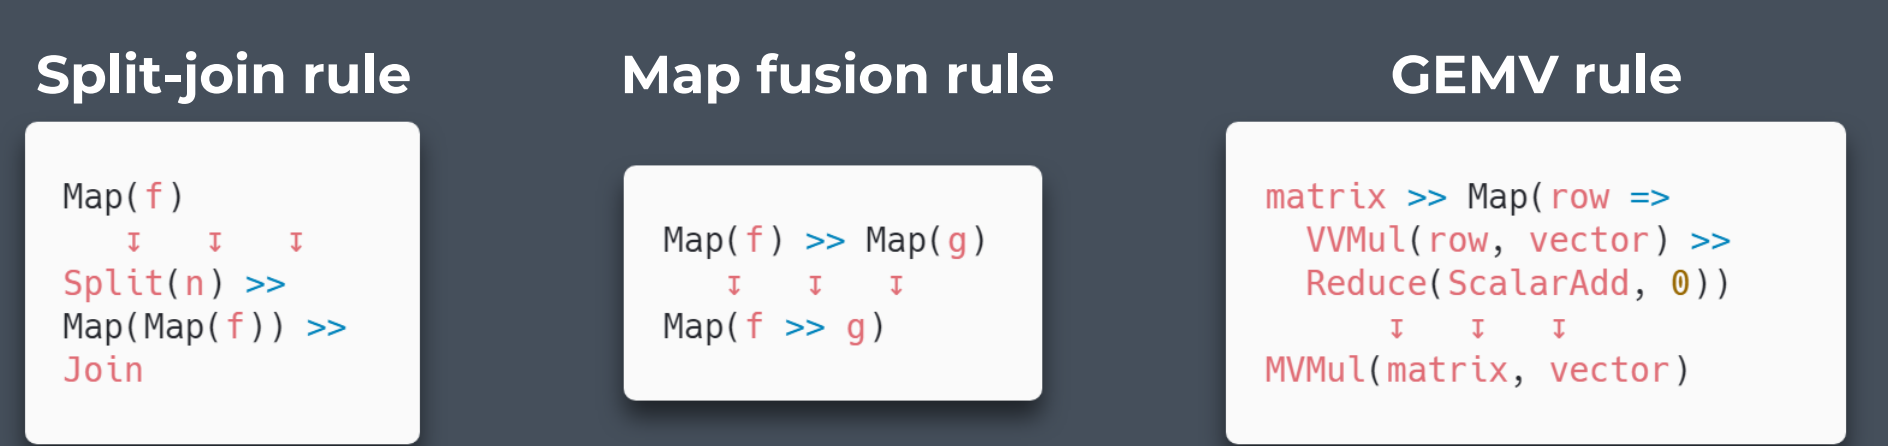 Split-join rule
Map(f)
↧ ↧ ↧
Split(n) >>
Map(Map(f)) >>
Join
Map fusion rule
Map(f) >> Map(g)
↧ ↧ ↧
Map(f >> g)
GEMV rule
matrix >> Map(row =>
VVMul(row, vector) >>
Reduce(ScalarAdd, 0))
↧ ↧ ↧
MVMul(matrix, vector)